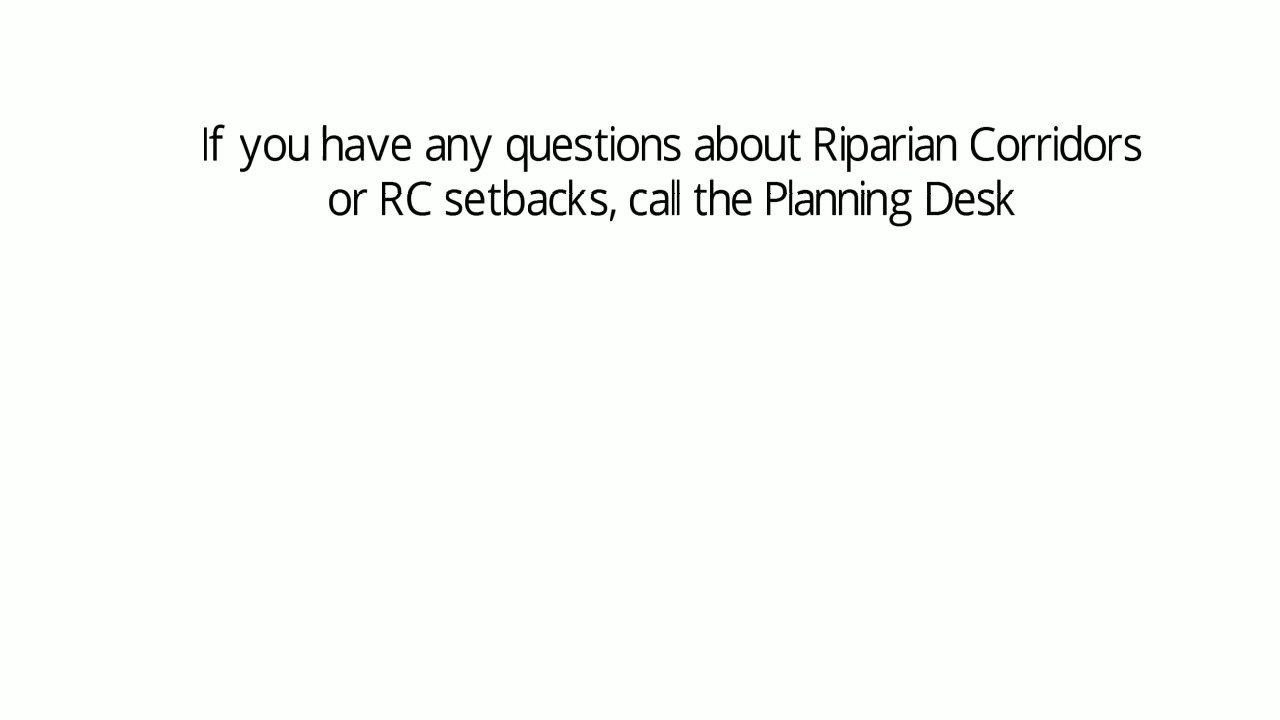 If you have any questions about Riparian Corridors
or RC setbacks, call the Planning Desk